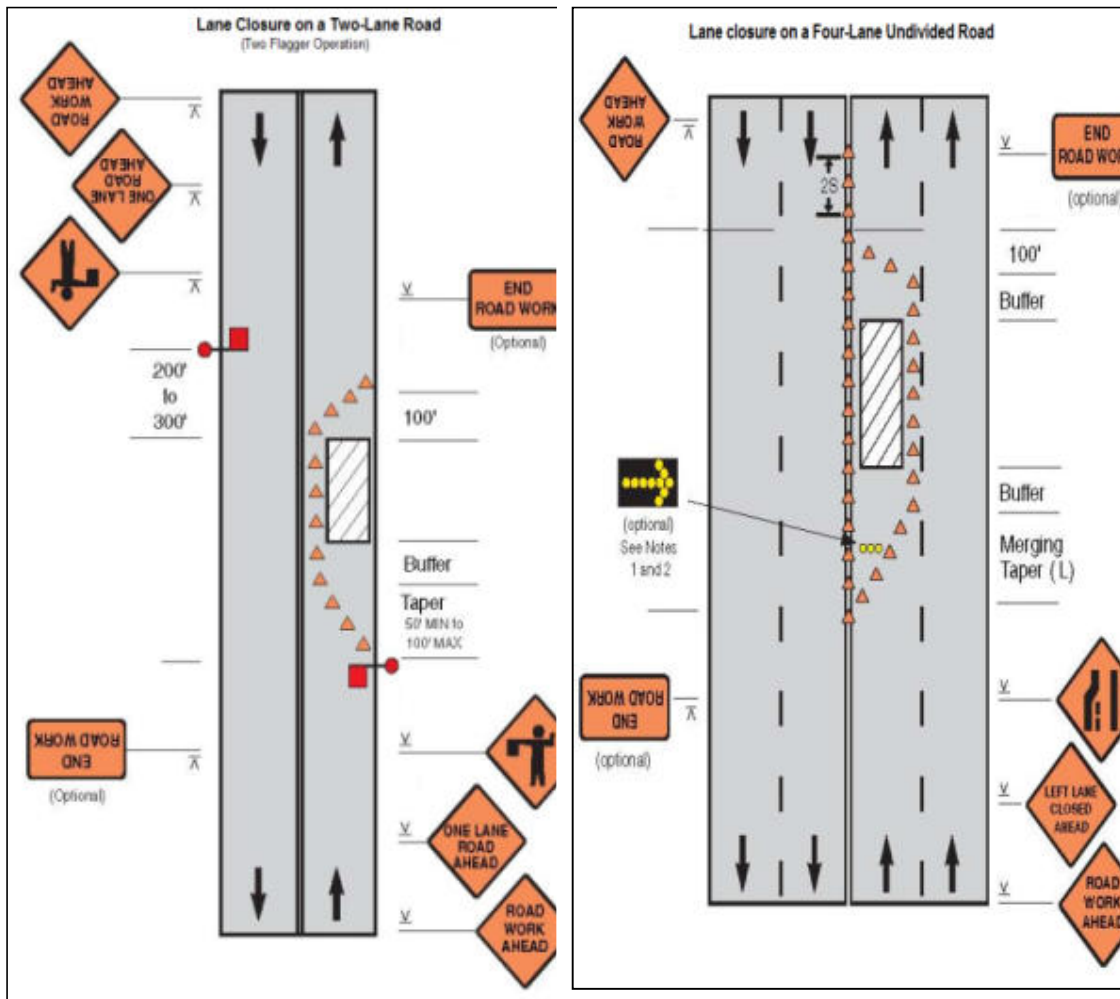 Lane Closure on a Two-Lane Road
(Two Flagger Operation)
ROAD
WORK
AHEAD
ONE LANE
ROAD
AHEAD
END
ROAD WORK
(Optional)
200'
to
300'
100'
Buffer
Taper
50' MIN to
100' MAX
END
ROAD WORK
(Optional)
ONE LANE
ROAD
AHEAD
ROAD
WORK
AHEAD
Lane closure on a Four-Lane Undivided Road
ROAD
WORK
AHEAD
END
ROAD WOR
(optional)
2S
100'
Buffer
(optional)
See Notes
1 and 2
Buffer
Merging
Taper ( L )
END
ROAD WORK
(optional)
LEFT LANE
CLOSED
AHEAD
ROAD
WORK
AHEAD